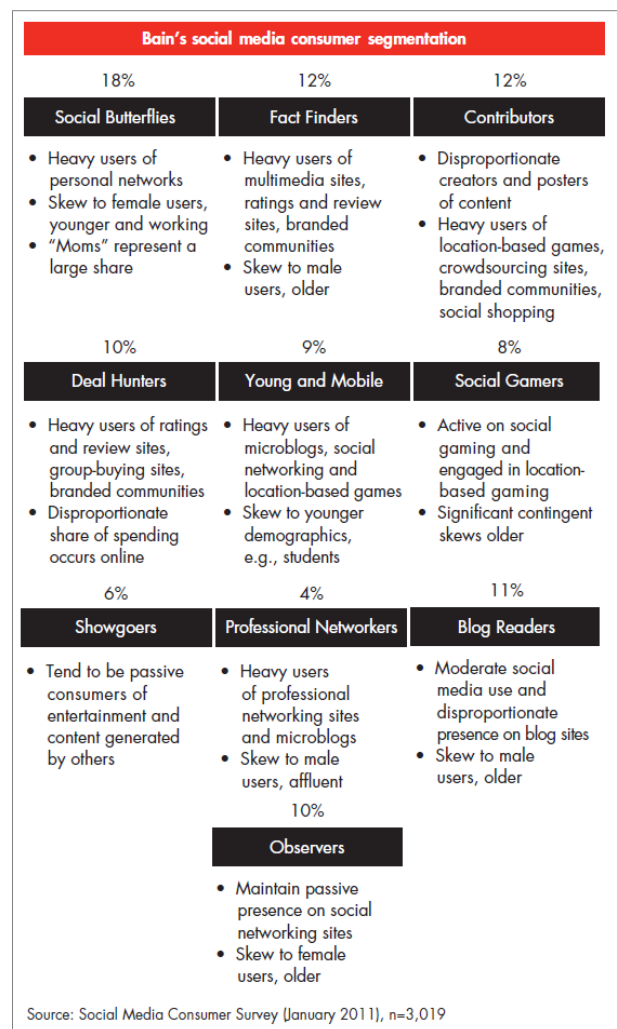 Bain's social media consumer segmentation
18%
Social Butterflies
• Heavy users of
personal networks
• Skew to female users,
younger and working
• "Moms" represent a
large share
12%
Fact Finders
• Heavy users of
multimedia sites,
ratings and review
sites, branded
communities
• Skew to male
users, older
12%
Contributors
• Disproportionate
creators and posters
of content
• Heavy users of
location-based games,
crowdsourcing sites,
branded communities,
social shopping
10%
Deal Hunters
• Heavy users of ratings
and review sites,
group-buying sites,
branded communities
• Disproportionate
share of spending
occurs online
9%
Young and Mobile
• Heavy users of
microblogs, social
networking and
location-based games
• Skew to younger
demographics,
e.g., students
8%
Social Gamers
• Active on social
gaming and
engaged in location-
based gaming
• Significant contingent
skews older
6%
Showgoers
• Tend to be passive
consumers of
entertainment and
content generated
by others
4%
Professional Networkers
• Heavy users
of professional
networking sites
and microblogs
• Skew to male
users, affluent
11%
Blog Readers
• Moderate social
media use and
disproportionate
presence on blog sites
• Skew to male
users, older
10%
Observers
• Maintain passive
presence on social
networking sites
• Skew to female
users, older
Source: Social Media Consumer Survey (January 2011), n=3,019